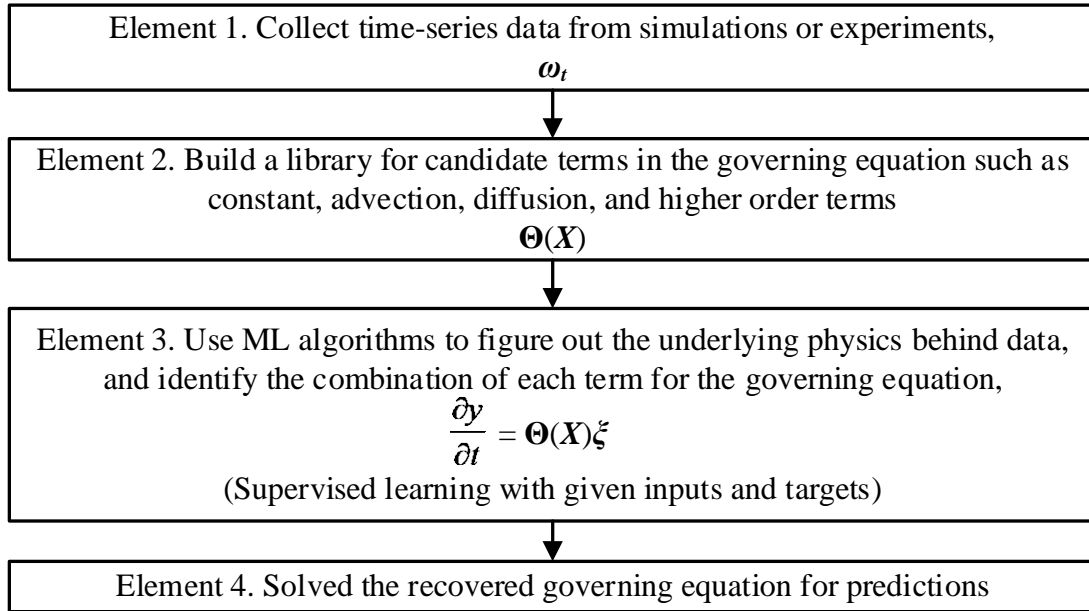 Element 1. Collect time-series data from simulations or experiments,
ωt
Element 2. Build a library for candidate terms in the governing equation such as
constant, advection, diffusion, and higher order terms
Θ(X)
Element 3. Use ML algorithms to figure out the underlying physics behind data,
and identify the combination of each term for the governing equation,
∂y/∂t = Θ(X)ξ
(Supervised learning with given inputs and targets)
Element 4. Solved the recovered governing equation for predictions